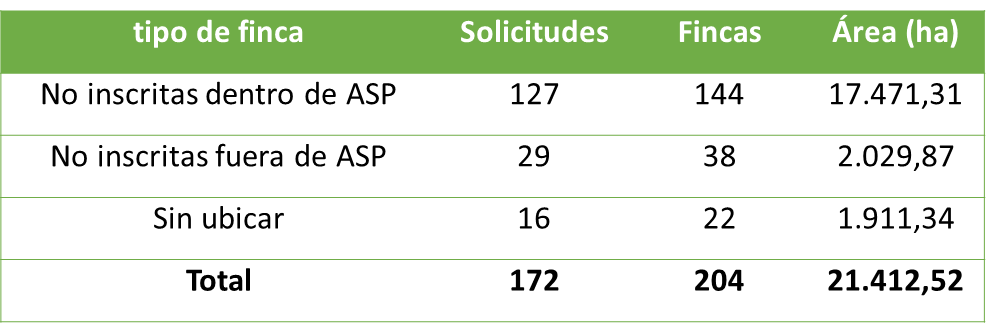 tipo de finca Solicitudes Fincas Área (ha)
No inscritas dentro de ASP 127 144 17.471,31
No inscritas fuera de ASP 29 38 2.029,87
Sin ubicar 16 22 1.911,34
Total 172 204 21.412,52